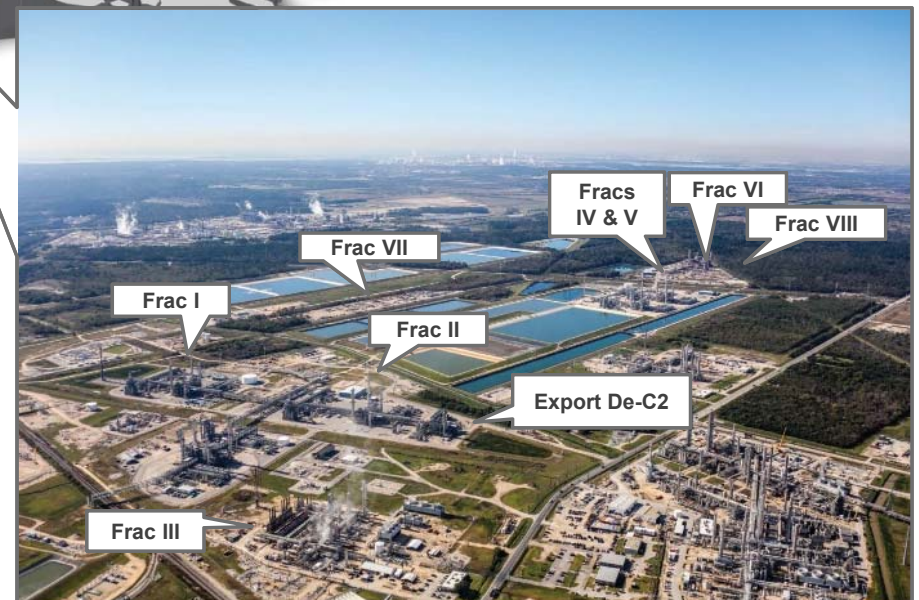 Fracs
IV & V
Frac VI
Frac VIII
Frac VII
Frac I
Frac II
Export De-C2
Frac III